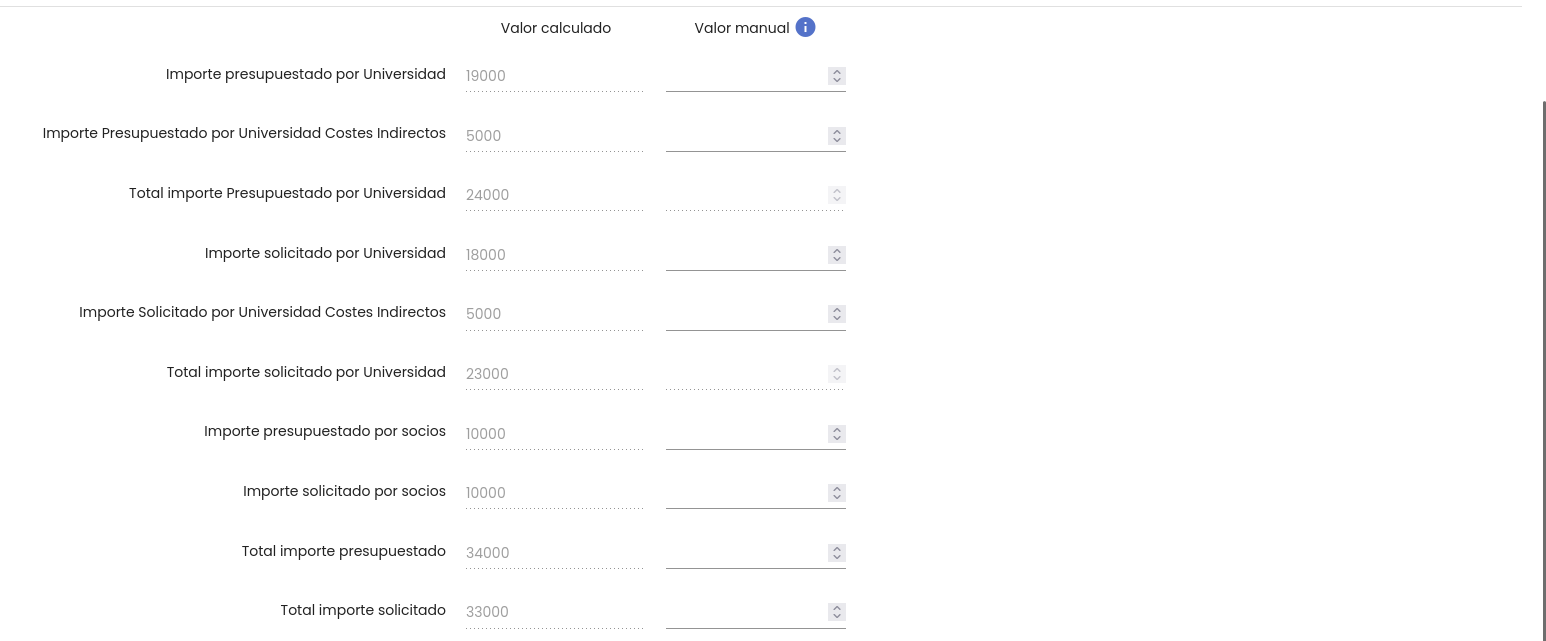 Valor calculado Valor manual i
Importe presupuestado por Universidad 19000
Importe Presupuestado por Universidad Costes Indirectos 5000
Total importe Presupuestado por Universidad 24000
Importe solicitado por Universidad 18000
Importe Solicitado por Universidad Costes Indirectos 5000
Total importe solicitado por Universidad 23000
Importe presupuestado por socios 10000
Importe solicitado por socios 10000
Total importe presupuestado 34000
Total importe solicitado 33000